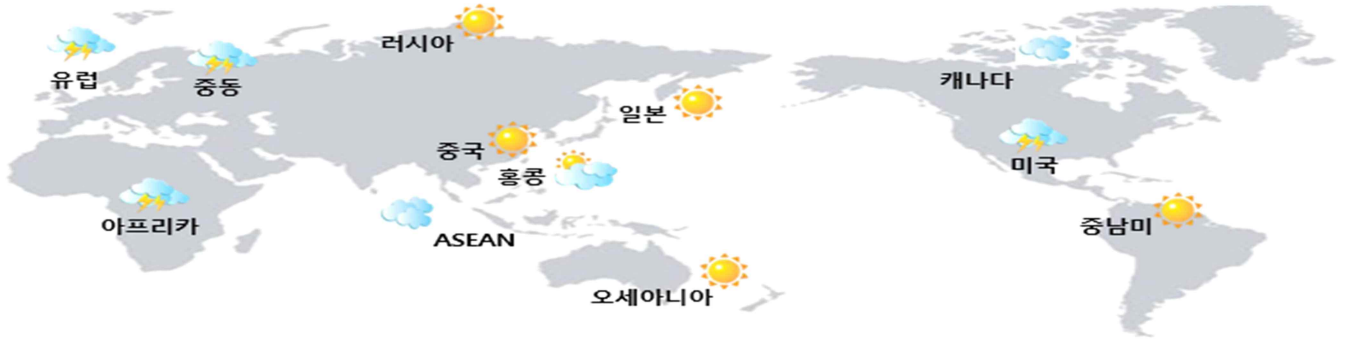 러시아
유럽
중동
캐나다
일본
중국
미국
홍콩
아프리카
중남미
ASEAN
오세아니아